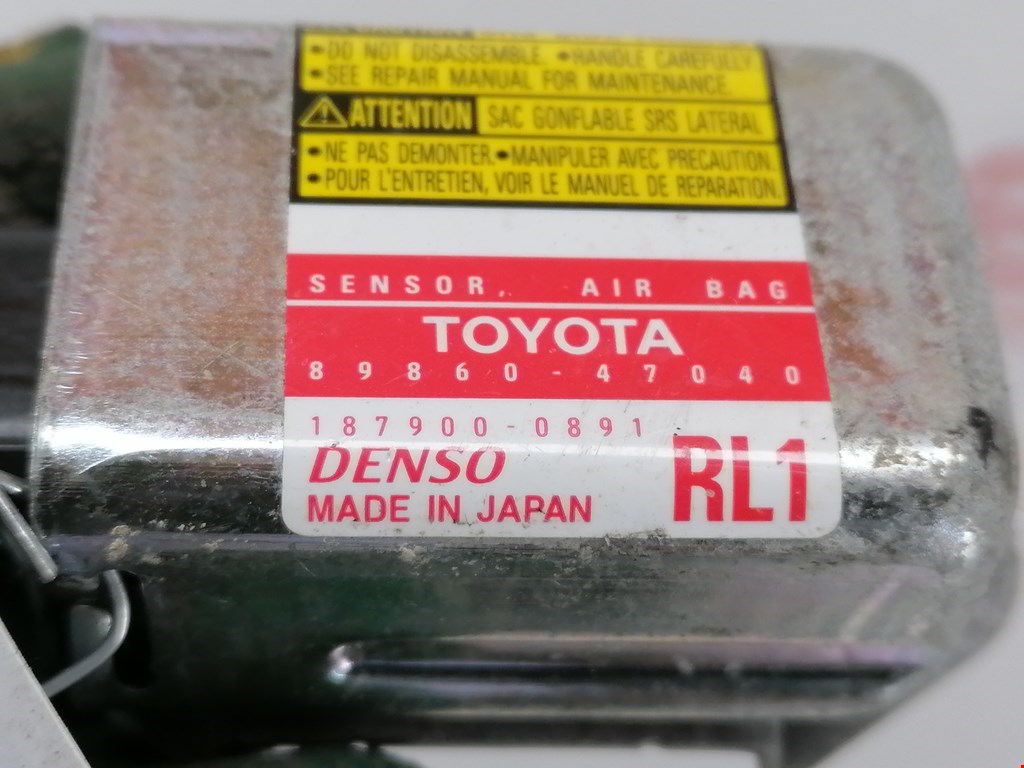 •DO NOT DISASSEMBLE. •HANDLE CAREFULLY
•SEE REPAIR MANUAL FOR MAINTENANCE.
ATTENTION SAC GONFLABLE SRS LATERAL
•NE PAS DEMONTER.•MANIPULER AVEC PRECAUTION.
•POUR L'ENTRETIEN, VOIR LE MANUEL DE REPARATION.
SENSOR, AIR BAG
TOYOTA
89860-47040
187900-0891
DENSO
MADE IN JAPAN
RL1